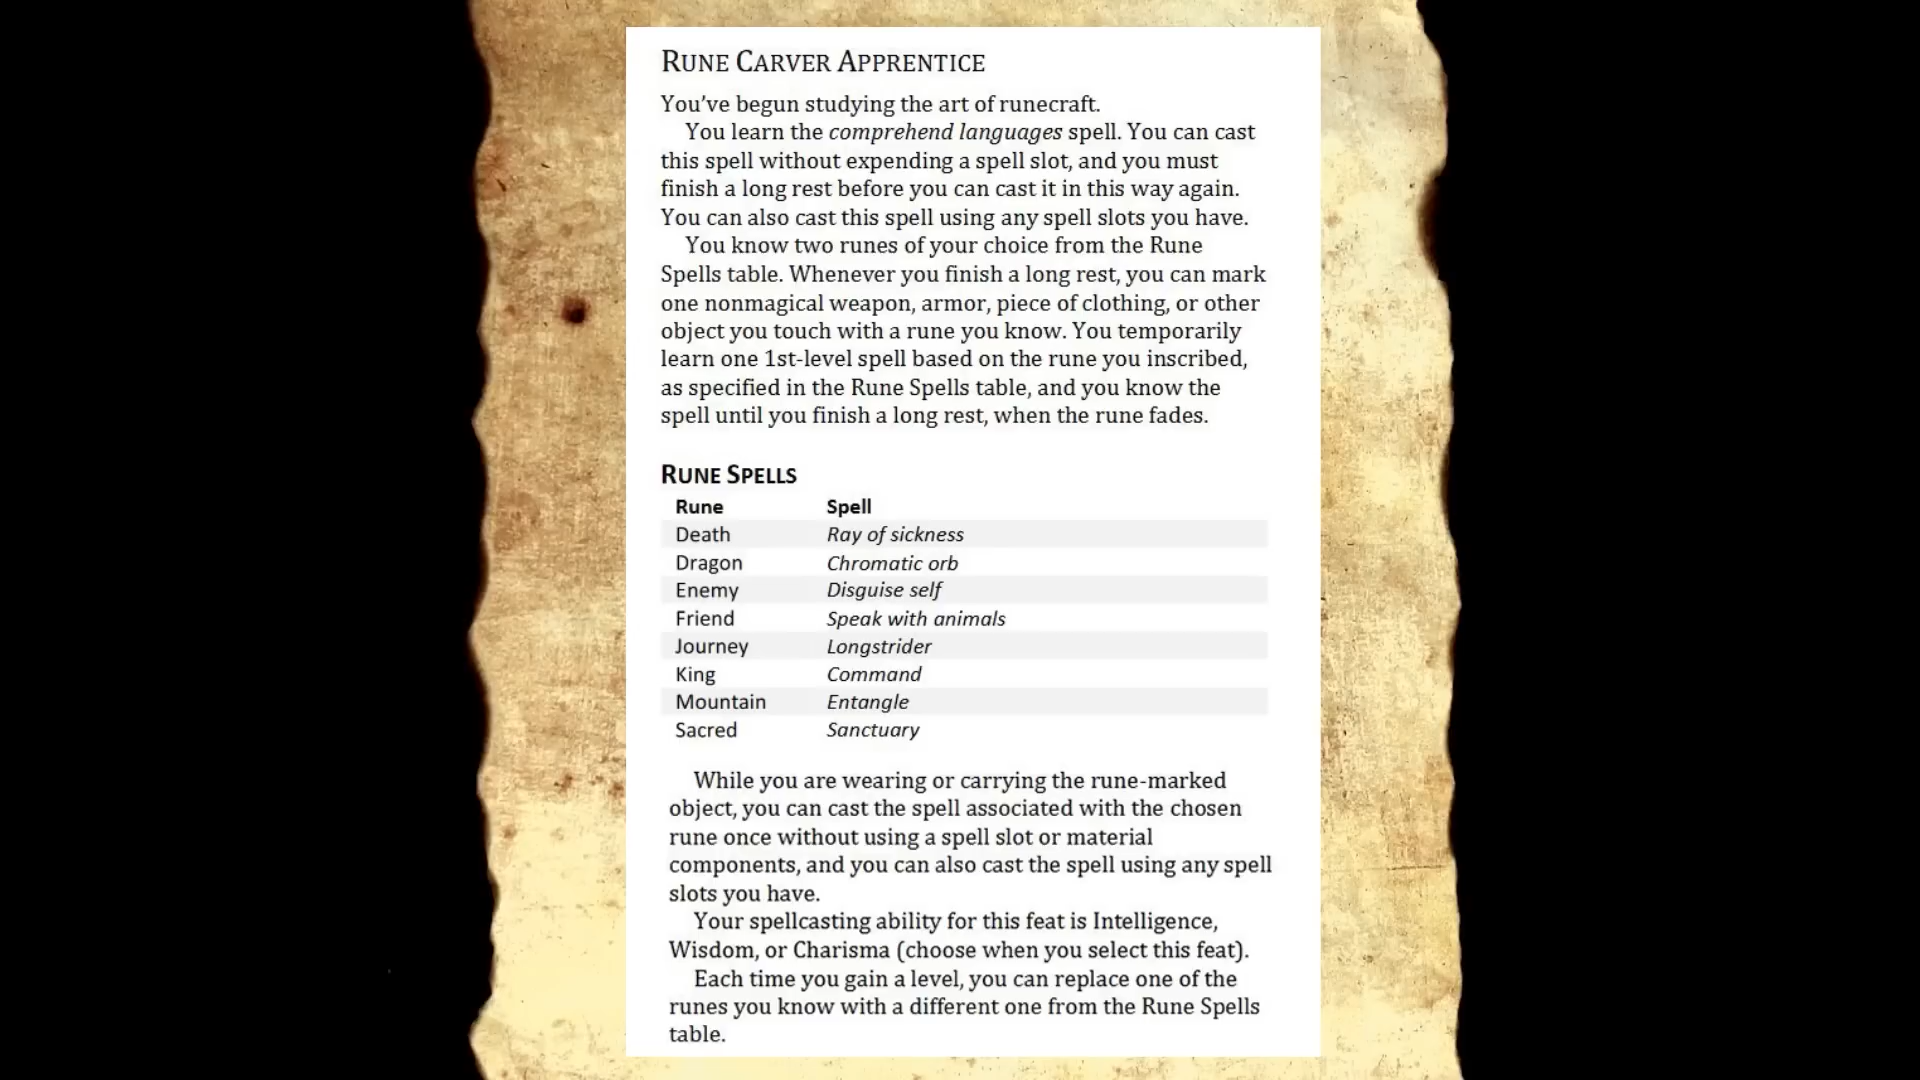 RUNE CARVER APPRENTICE
You’ve begun studying the art of runecraft.
You learn the comprehend languages spell. You can cast
this spell without expending a spell slot, and you must
finish a long rest before you can cast it in this way again.
You can also cast this spell using any spell slots you have.
You know two runes of your choice from the Rune
Spells table. Whenever you finish a long rest, you can mark
one nonmagical weapon, armor, piece of clothing, or other
object you touch with a rune you know. You temporarily
learn one 1st-level spell based on the rune you inscribed,
as specified in the Rune Spells table, and you know the
spell until you finish a long rest, when the rune fades.
RUNE SPELLS
Rune Spell
Death Ray of sickness
Dragon Chromatic orb
Enemy Disguise self
Friend Speak with animals
Journey Longstrider
King Command
Mountain Entangle
Sacred Sanctuary
While you are wearing or carrying the rune-marked
object, you can cast the spell associated with the chosen
rune once without using a spell slot or material
components, and you can also cast the spell using any spell
slots you have.
Your spellcasting ability for this feat is Intelligence,
Wisdom, or Charisma (choose when you select this feat).
Each time you gain a level, you can replace one of the
runes you know with a different one from the Rune Spells
table.